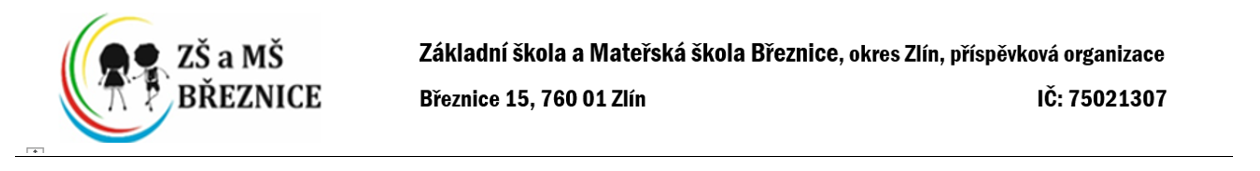 ZŠ a MŠ
BŘEZNICE
Základní škola a Mateřská škola Březnice, okres Zlín, příspěvková organizace
Březnice 15, 760 01 Zlín IČ: 75021307